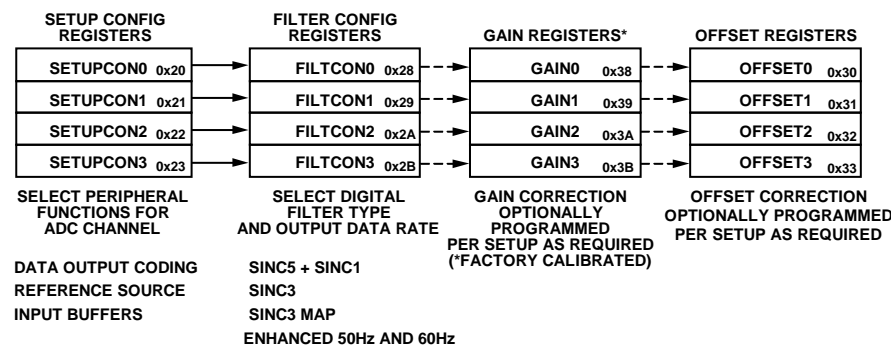 SETUP CONFIG
REGISTERS
FILTER CONFIG
REGISTERS
GAIN REGISTERS*
OFFSET REGISTERS
SETUPCON0 0x20
FILTCON0 0x28
GAIN0 0x38
OFFSET0 0x30
SETUPCON1 0x21
FILTCON1 0x29
GAIN1 0x39
OFFSET1 0x31
SETUPCON2 0x22
FILTCON2 0x2A
GAIN2 0x3A
OFFSET2 0x32
SETUPCON3 0x23
FILTCON3 0x2B
GAIN3 0x3B
OFFSET3 0x33
SELECT PERIPHERAL
FUNCTIONS FOR
ADC CHANNEL
SELECT DIGITAL
FILTER TYPE
AND OUTPUT DATA RATE
GAIN CORRECTION
OPTIONALLY
PROGRAMMED
PER SETUP AS REQUIRED
(*FACTORY CALIBRATED)
OFFSET CORRECTION
OPTIONALLY PROGRAMMED
PER SETUP AS REQUIRED
DATA OUTPUT CODING
REFERENCE SOURCE
INPUT BUFFERS
SINC5 + SINC1
SINC3
SINC3 MAP
ENHANCED 50Hz AND 60Hz